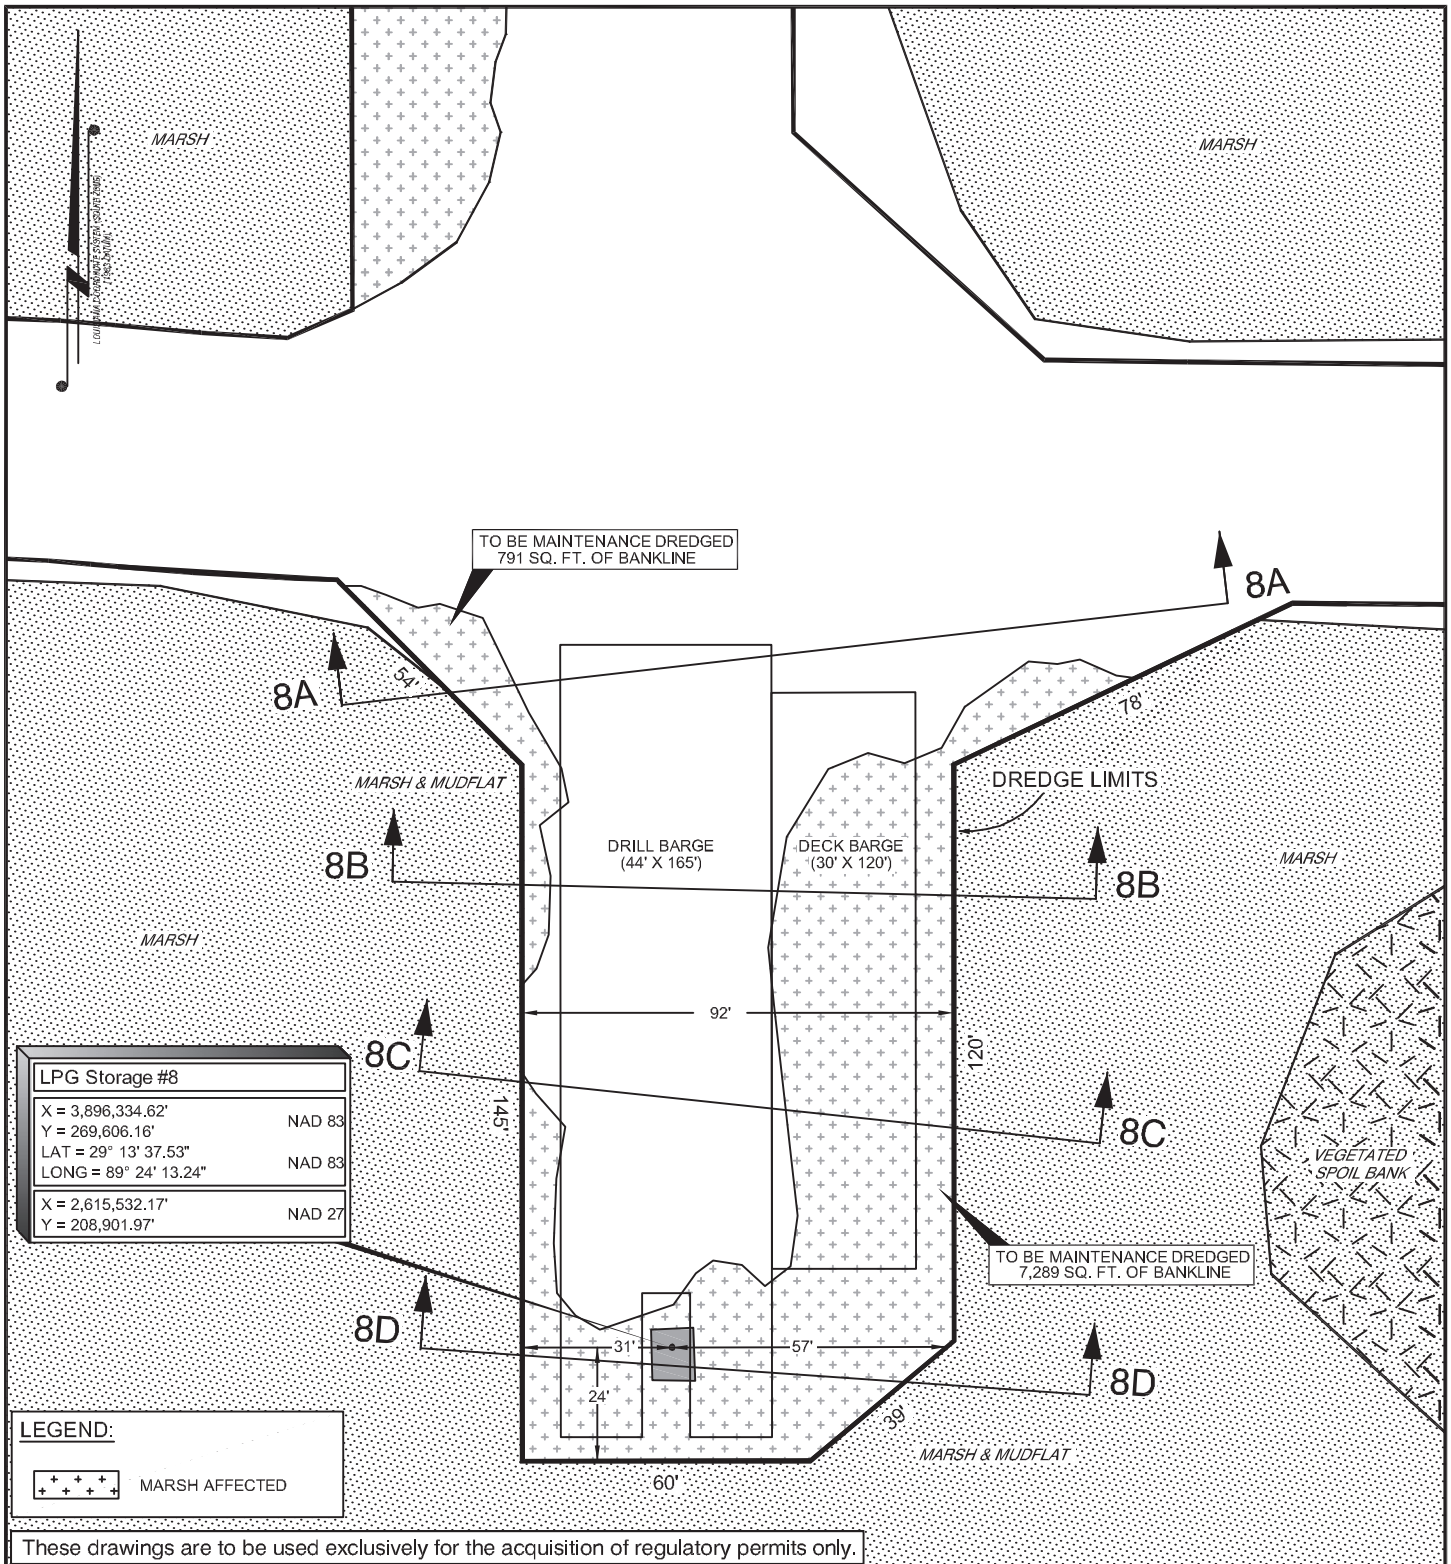 MARSH
MARSH
TO BE MAINTENANCE DREDGED
791 SQ. FT. OF BANKLINE
8A
8A
54'
78'
MARSH & MUDFLAT
DREDGE LIMITS
DRILL BARGE
(44' X 165')
DECK BARGE
(30' X 120')
8B
8B
MARSH
MARSH
92'
120'
8C
8C
145'
LPG Storage #8
X = 3,896,334.62'
Y = 269,606.16'
NAD 83
LAT = 29° 13' 37.53"
LONG = 89° 24' 13.24"
NAD 83
X = 2,615,532.17'
Y = 208,901.97'
NAD 27
VEGETATED
SPOIL BANK
TO BE MAINTENANCE DREDGED
7,289 SQ. FT. OF BANKLINE
8D
8D
31'
57'
24'
39'
60'
MARSH & MUDFLAT
LEGEND:
MARSH AFFECTED
These drawings are to be used exclusively for the acquisition of regulatory permits only.